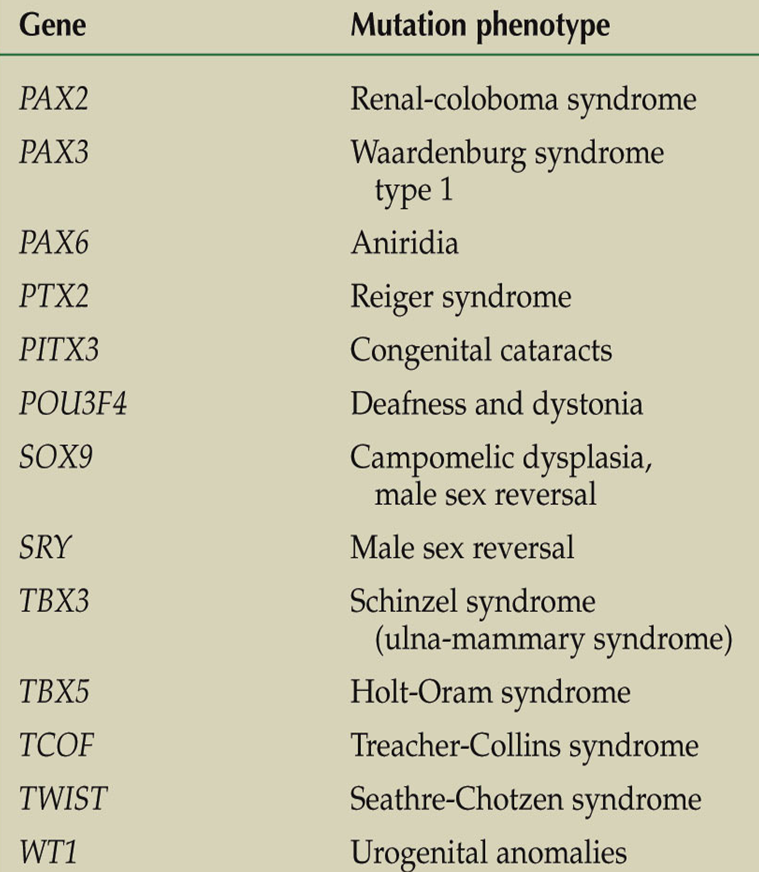 Gene Mutation phenotype
PAX2 Renal-coloboma syndrome
PAX3 Waardenburg syndrome
type 1
PAX6 Aniridia
PTX2 Reiger syndrome
PITX3 Congenital cataracts
POU3F4 Deafness and dystonia
SOX9 Campomelic dysplasia,
male sex reversal
SRY Male sex reversal
TBX3 Schinzel syndrome
(ulna-mammary syndrome)
TBX5 Holt-Oram syndrome
TCOF Treacher-Collins syndrome
TWIST Seathre-Chotzen syndrome
WT1 Urogenital anomalies